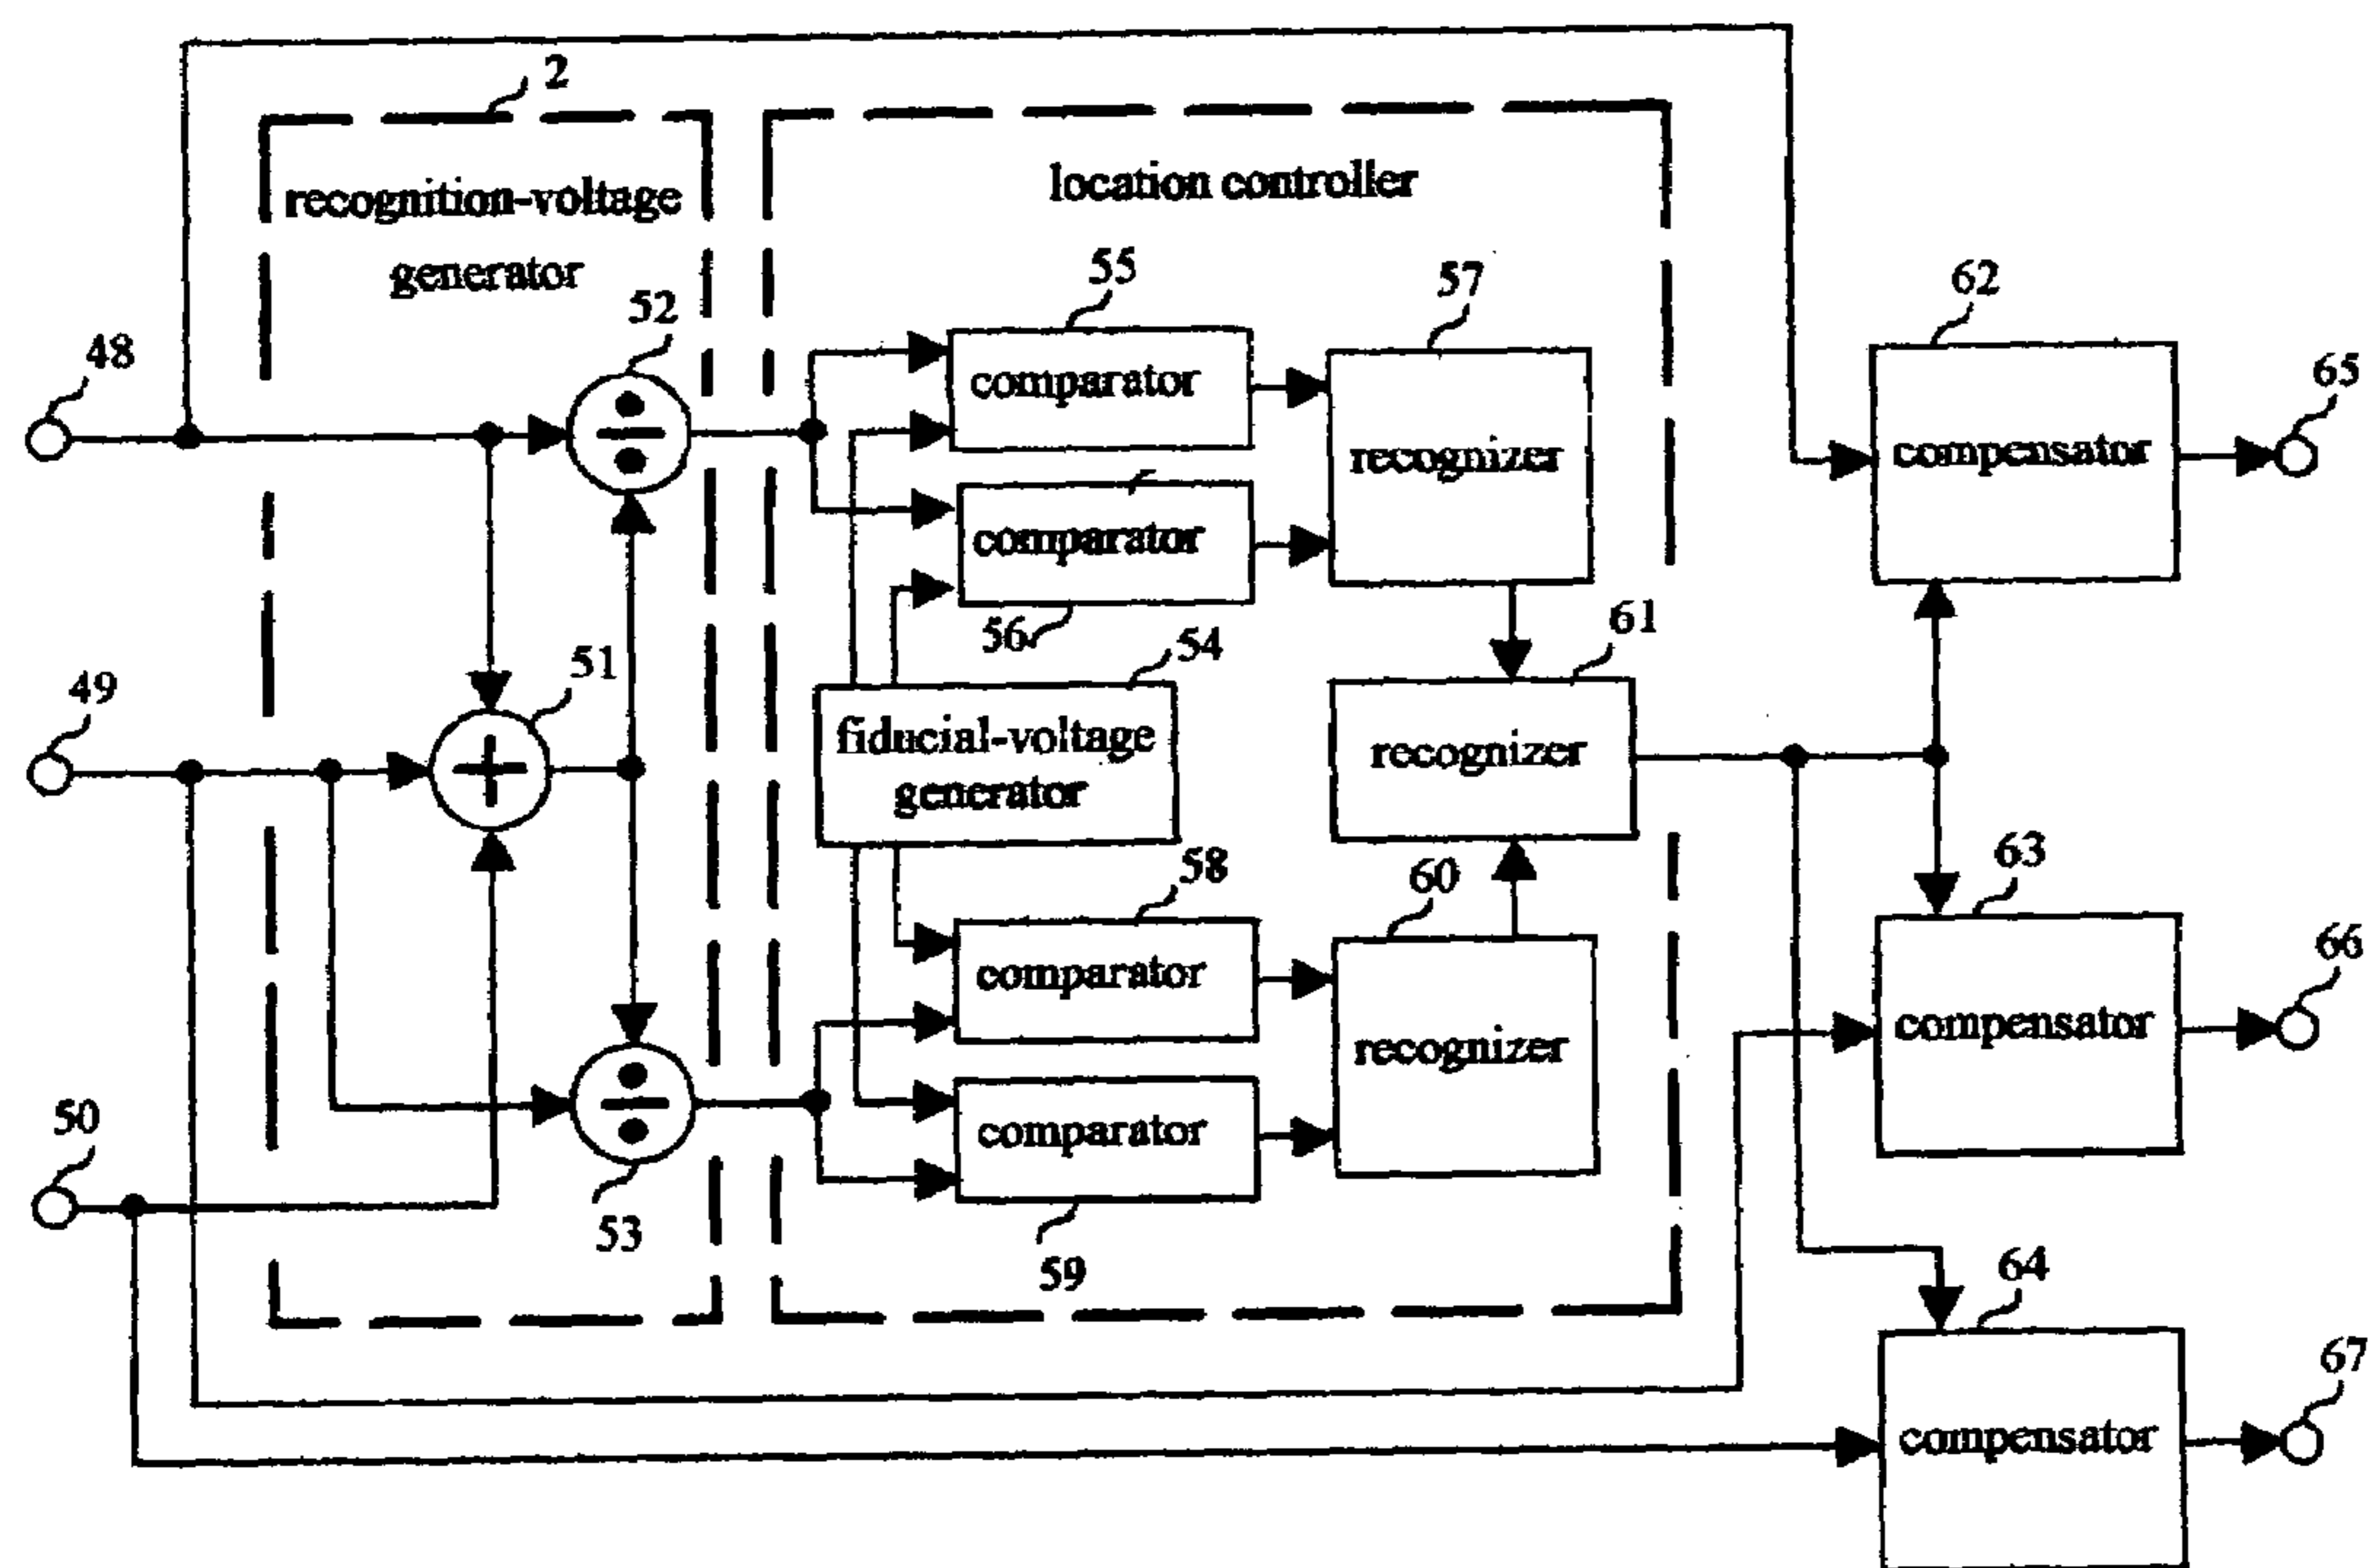 2
recognition-voltage
generator
location controller
52
55
57
62
48
65
comparator
recognizer
compensator
comparator
56
54
61
51
49
fiducial-voltage
generator
recognizer
58
60
63
66
comparator
recognizer
compensator
50
comparator
53
59
64
67
compensator